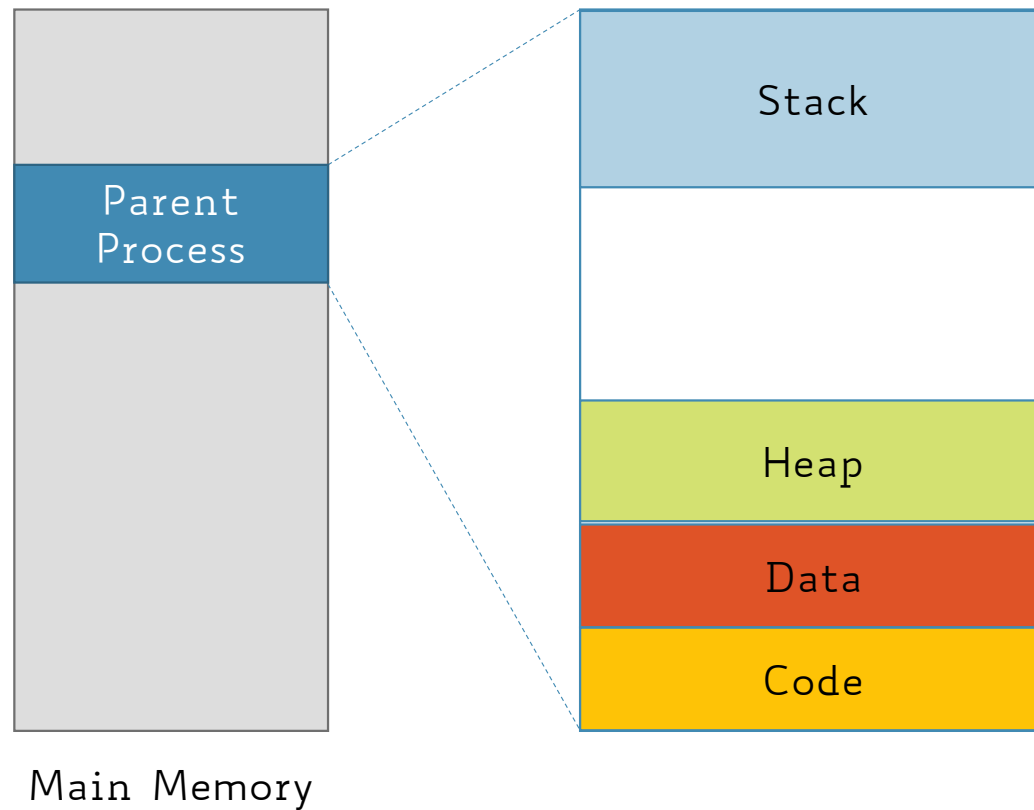 Parent
Process
Main Memory
Stack
Heap
Data
Code